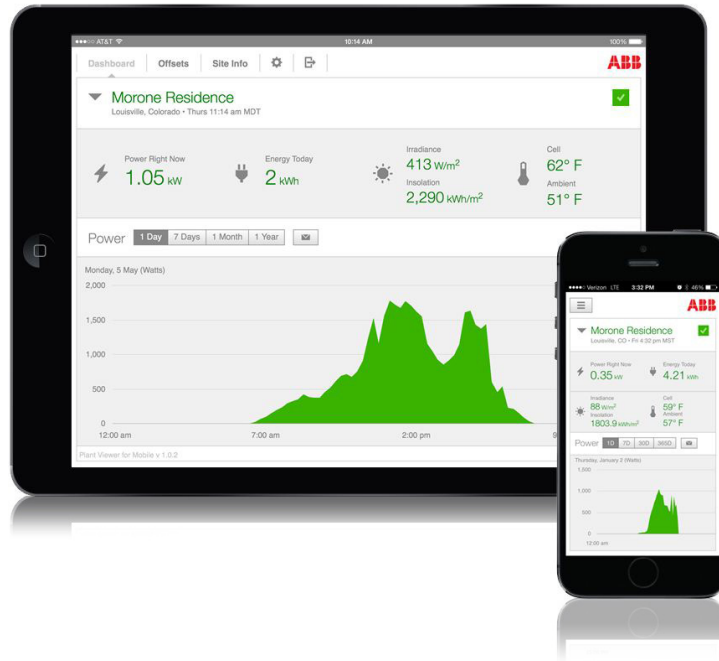 AT&T
10:14 AM
100%
Dashboard
Offsets
Site Info
ABB
Morone Residence
Louisville, Colorado • Thurs 11:14 am MDT
Power Right Now
1.05 kW
Energy Today
2 kWh
Irradiance
413 W/m²
Insolation
2,290 kWh/m²
Cell
62° F
Ambient
51° F
Power
1 Day
7 Days
1 Month
1 Year
Monday, 5 May (Watts)
2,000
1,500
1,000
500
0
12:00 am
7:00 am
2:00 pm
9
Plant Viewer for Mobile v 1.0.2
Verizon LTE
3:32 PM
46%
ABB
Morone Residence
Louisville, CO • Fri 4:32 pm MST
Power Right Now
0.35 kW
Energy Today
4.21 kWh
Irradiance
88 W/m²
Insolation
1803.9 kWh/m²
Cell
59° F
Ambient
57° F
Power
1D
7D
30D
365D
Thursday, January 2 (Watts)
1,500
1,000
500
0
12:00 am